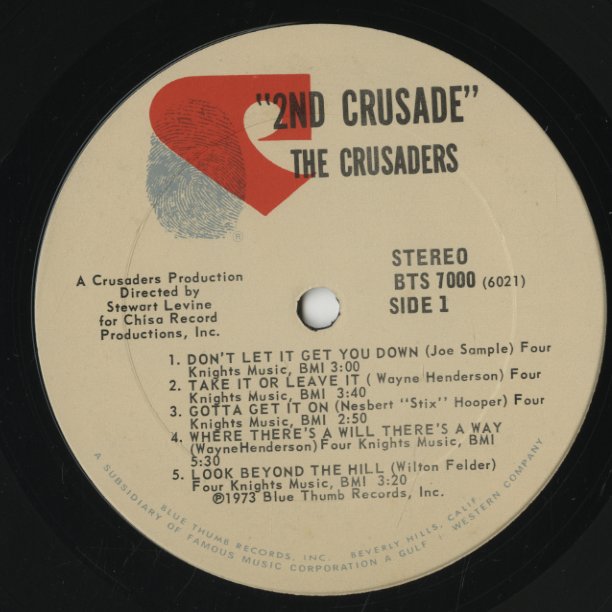 "2ND CRUSADE"
THE CRUSADERS
®
A Crusaders Production
Directed by
Stewart Levine
for Chisa Record
Productions, Inc.
STEREO
BTS 7000 (6021)
SIDE 1
1. DON'T LET IT GET YOU DOWN (Joe Sample) Four
Knights Music, BMI 3:00
2. TAKE IT OR LEAVE IT ( Wayne Henderson) Four
Knights Music, BMI 3:40
3. GOTTA GET IT ON (Nesbert "Stix" Hooper) Four
Knights Music, BMI 2:50
4. WHERE THERE'S A WILL THERE'S A WAY
(WayneHenderson) Four Knights Music, BMI
5:30
5. LOOK BEYOND THE HILL (Wilton Felder)
Four Knights Music, BMI 3:20
℗1973 Blue Thumb Records, Inc.
BLUE THUMB RECORDS, INC. BEVERLY HILLS, CALIF.
A SUBSIDIARY OF FAMOUS MUSIC CORPORATION A GULF + WESTERN COMPANY